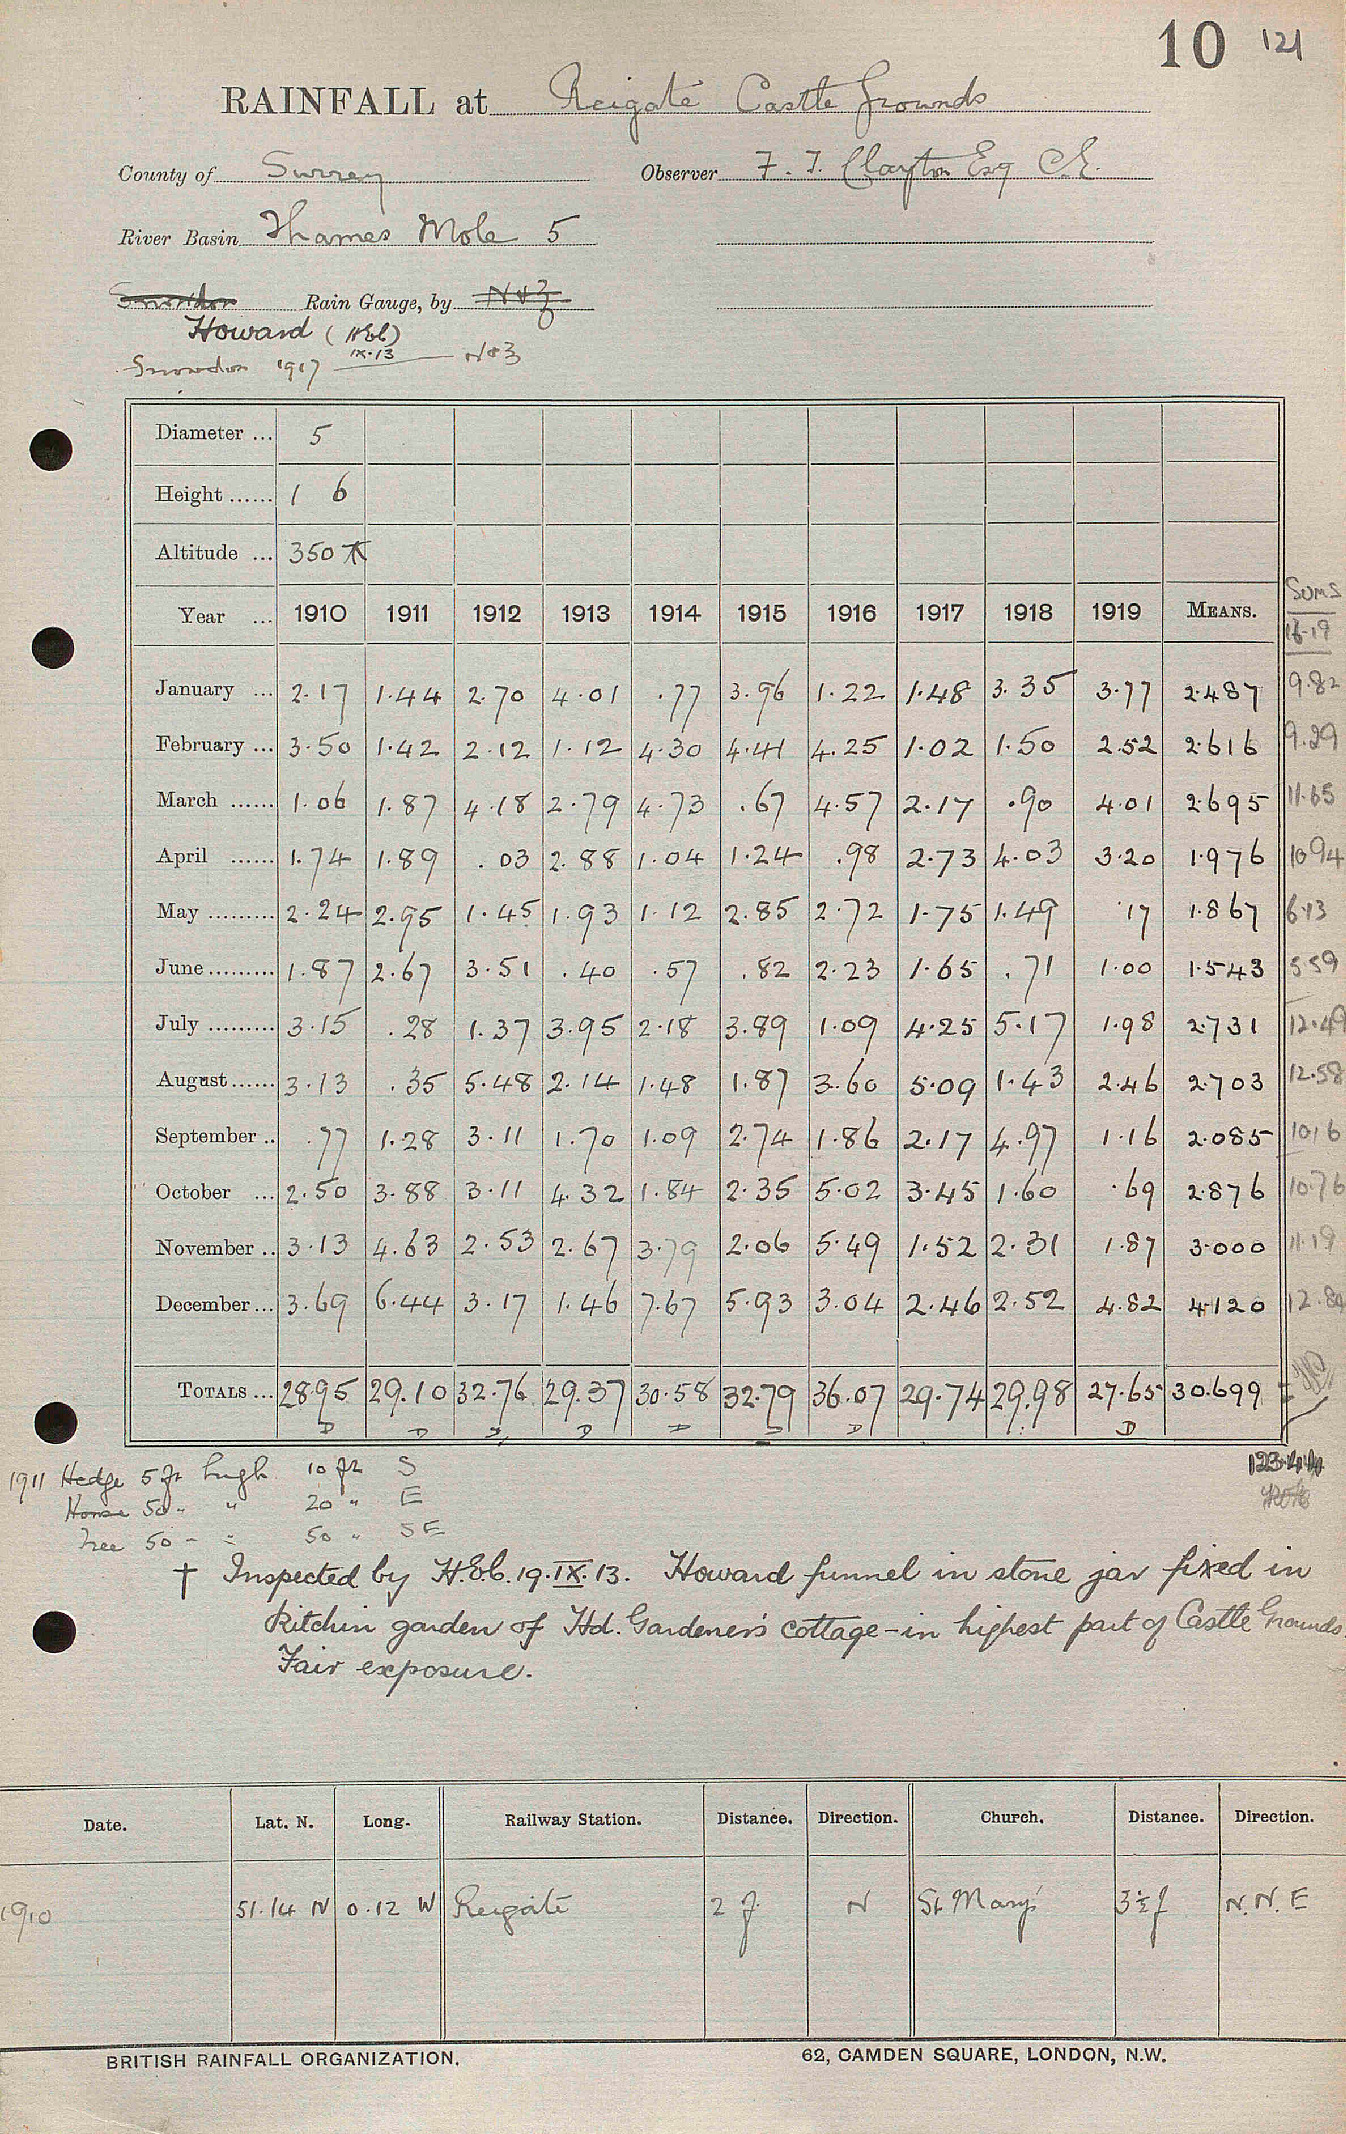 10 121
RAINFALL at Reigate Castle Grounds
County of Surrey Observer F. T. Clayton Esq C.E.
River Basin Thames Mole 5
Snowdon Rain Gauge, by N & Z
Howard (HEC)
IX.13
Snowdon 1917 N & Z
Diameter ... 5
Height ...... 1 6
Altitude ... 350
Sums
Year ... 1910 1911 1912 1913 1914 1915 1916 1917 1918 1919 MEANS. 16-19
January ... 2.17 1.44 2.70 4.01 .77 3.96 1.22 1.48 3.35 3.77 2.487 9.82
February ... 3.50 1.42 2.12 1.12 4.30 4.41 4.25 1.02 1.50 2.52 2.616 9.29
March ...... 1.06 1.87 4.18 2.79 4.73 .67 4.57 2.17 .90 4.01 2.695 11.65
April ...... 1.74 1.89 .03 2.88 1.04 1.24 .98 2.73 4.03 3.20 1.976 10.94
May ......... 2.24 2.95 1.45 1.93 1.12 2.85 2.72 1.75 1.49 .17 1.867 6.13
June ......... 1.87 2.67 3.51 .40 .57 .82 2.23 1.65 .71 1.00 1.543 5.59
July ......... 3.15 .28 1.37 3.95 2.18 3.89 1.09 4.25 5.17 1.98 2.731 12.49
August ...... 3.13 .35 5.48 2.14 1.48 1.87 3.60 5.09 1.43 2.46 2.703 12.58
September .. .77 1.28 3.11 1.70 1.09 2.74 1.86 2.17 4.97 1.16 2.085 10.16
October ... 2.50 3.88 3.11 4.32 1.84 2.35 5.02 3.45 1.60 .69 2.876 10.76
November .. 3.13 4.63 2.53 2.67 3.79 2.06 5.49 1.52 2.31 1.87 3.000 11.19
December ... 3.69 6.44 3.17 1.46 7.67 5.93 3.04 2.46 2.52 4.82 4.120 12.84
TOTALS ... 28.95 29.10 32.76 29.37 30.58 32.79 36.07 29.74 29.98 27.65 30.699
D D D D D D D D
1911 Hedge 5 ft high 10 ft S
House 50 " " 20 " E
Tree 50 " " 50 " SE
123.44
† Inspected by H.E.C. 19.IX.13. Howard funnel in stone jar fixed in
kitchin garden of Hd. Gardener's cottage - in highest part of Castle Grounds.
Fair exposure.
Date. Lat. N. Long. Railway Station. Distance. Direction. Church. Distance. Direction.
1910 51.14 N 0.12 W Reigate 2 f N St Mary's 3½ f N.N.E
BRITISH RAINFALL ORGANIZATION. 62, CAMDEN SQUARE, LONDON, N.W.